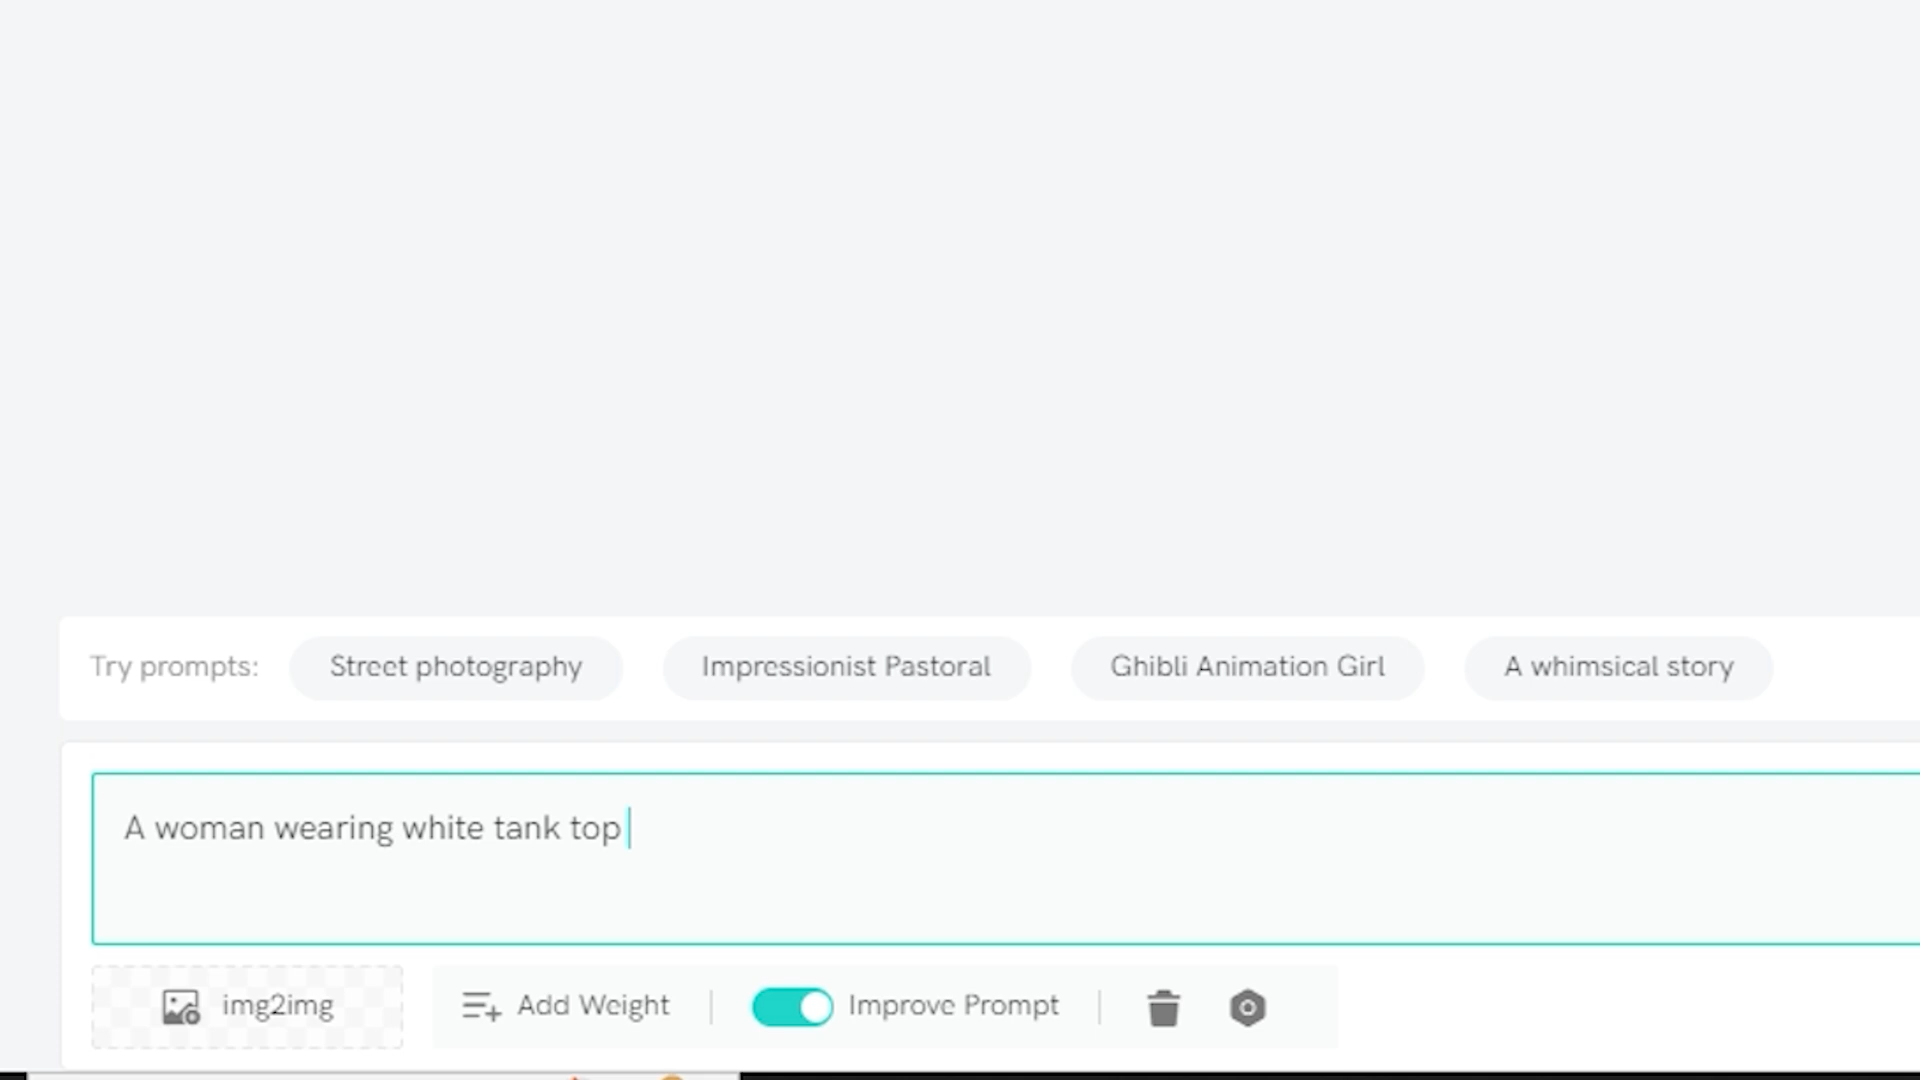 Try prompts: Street photography Impressionist Pastoral Ghibli Animation Girl A whimsical story
A woman wearing white tank top
img2img Add Weight Improve Prompt